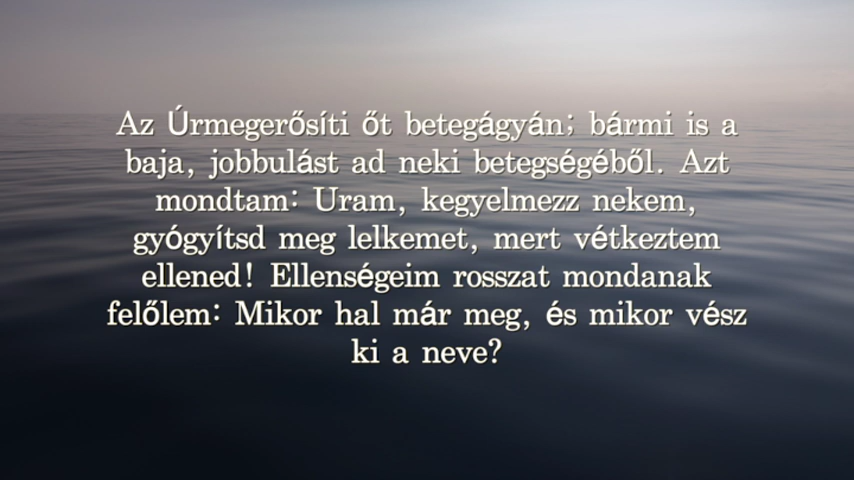 Az Úrmegerősíti őt betegágyán; bármi is a
baja, jobbulást ad neki betegségéből. Azt
mondtam: Uram, kegyelmezz nekem,
gyógyítsd meg lelkemet, mert vétkeztem
ellened! Ellenségeim rosszat mondanak
felőlem: Mikor hal már meg, és mikor vész
ki a neve?